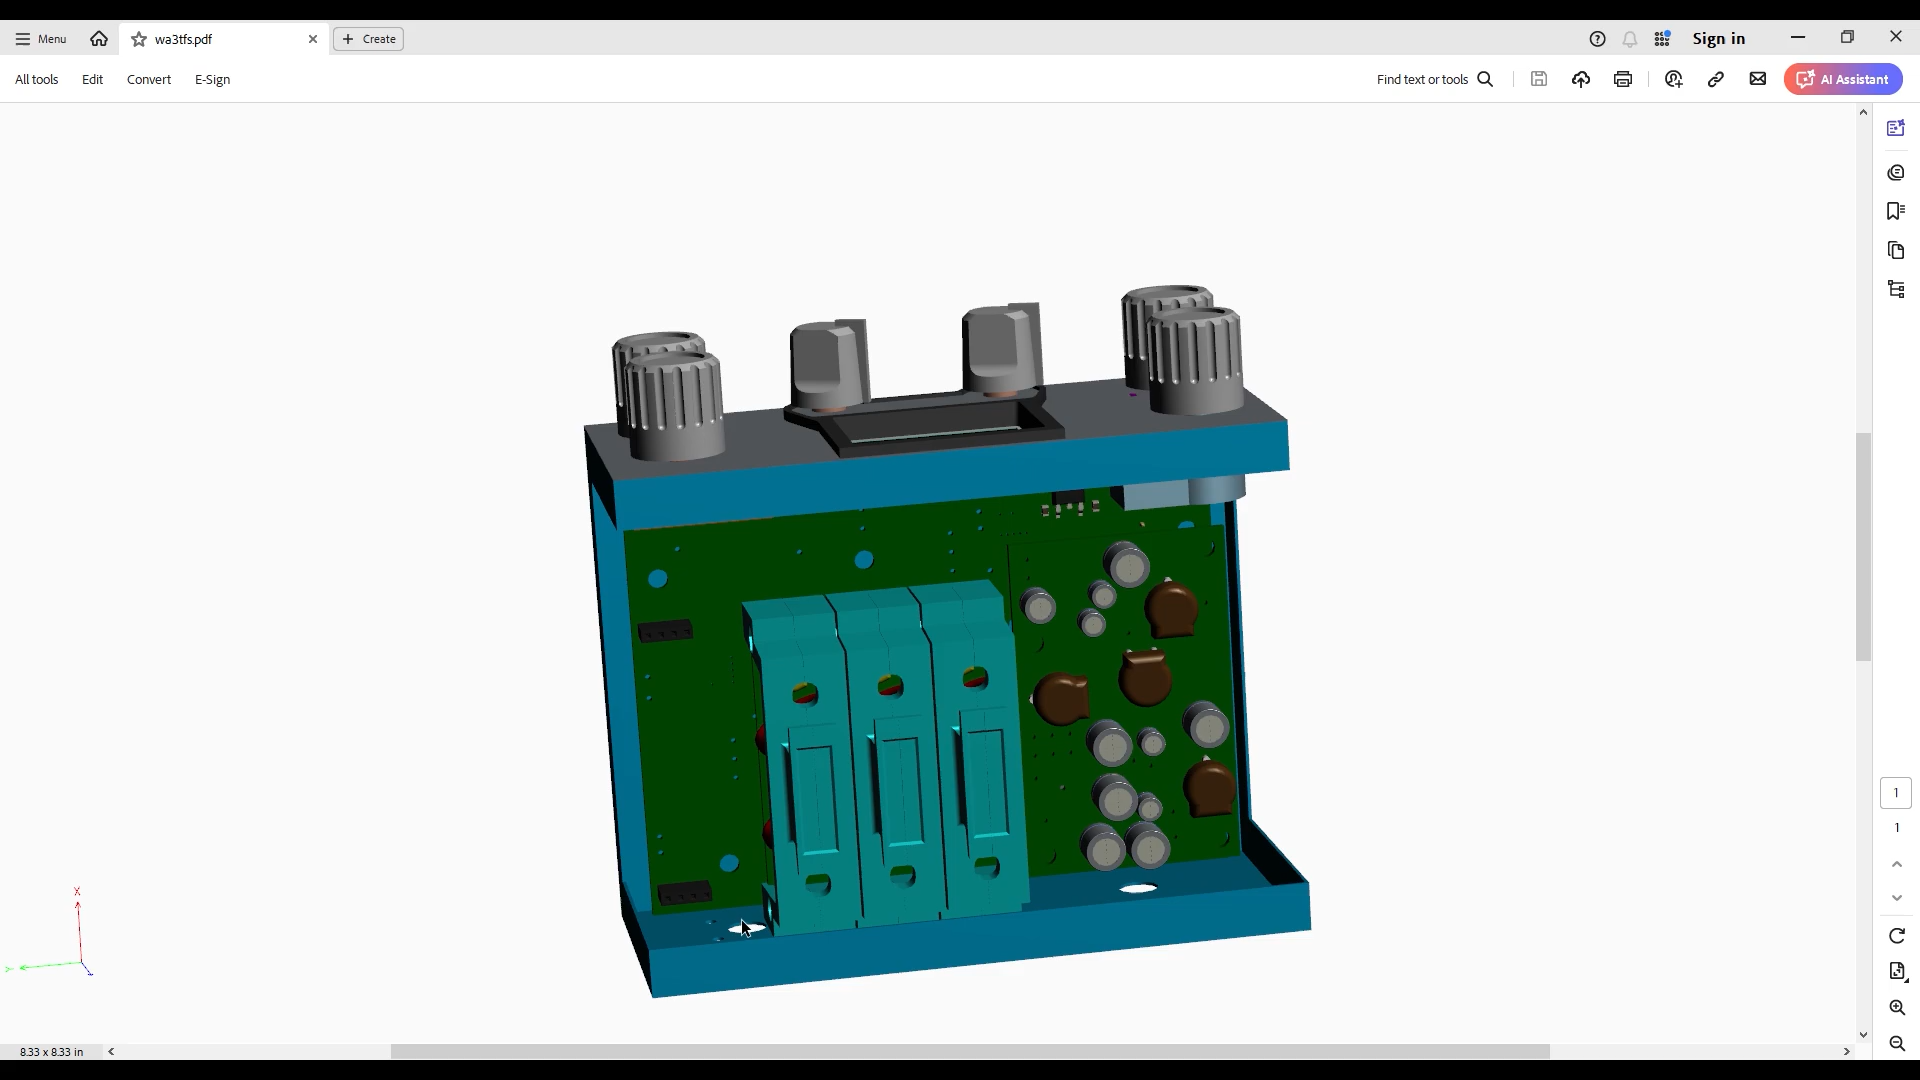 Menu
wa3tfs.pdf
Create
Sign in
All tools
Edit
Convert
E-Sign
Find text or tools
AI Assistant
X
Y
Z
1
1
8.33 x 8.33 in